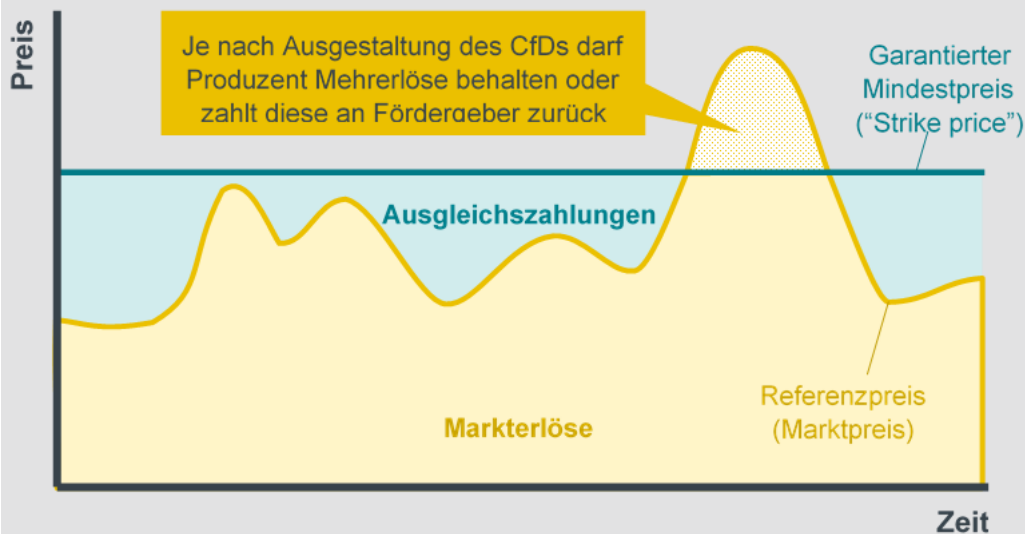 Preis
Je nach Ausgestaltung des CfDs darf
Produzent Mehrerlöse behalten oder
zahlt diese an Fördergeber zurück
Garantierter
Mindestpreis
(“Strike price”)
Ausgleichszahlungen
Referenzpreis
(Marktpreis)
Markterlöse
Zeit